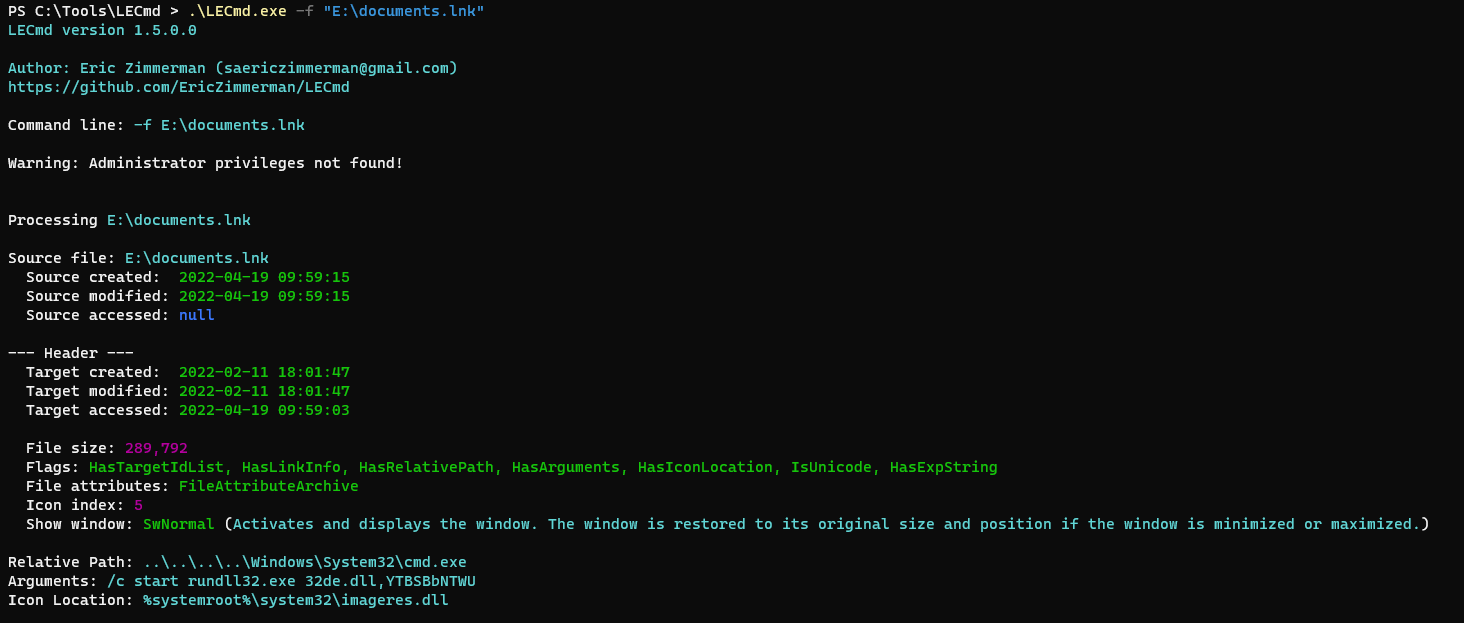 PS C:\Tools\LECmd > .\LECmd.exe -f "E:\documents.lnk"
LECmd version 1.5.0.0
Author: Eric Zimmerman (saericzimmerman@gmail.com)
https://github.com/EricZimmerman/LECmd
Command line: -f E:\documents.lnk
Warning: Administrator privileges not found!
Processing E:\documents.lnk
Source file: E:\documents.lnk
Source created:  2022-04-19 09:59:15
Source modified: 2022-04-19 09:59:15
Source accessed: null
--- Header ---
Target created:  2022-02-11 18:01:47
Target modified: 2022-02-11 18:01:47
Target accessed: 2022-04-19 09:59:03
File size: 289,792
Flags: HasTargetIdList, HasLinkInfo, HasRelativePath, HasArguments, HasIconLocation, IsUnicode, HasExpString
File attributes: FileAttributeArchive
Icon index: 5
Show window: SwNormal (Activates and displays the window. The window is restored to its original size and position if the window is minimized or maximized.)
Relative Path: ..\..\..\..\Windows\System32\cmd.exe
Arguments: /c start rundll32.exe 32de.dll,YTBSBbNTWU
Icon Location: %systemroot%\system32\imageres.dll